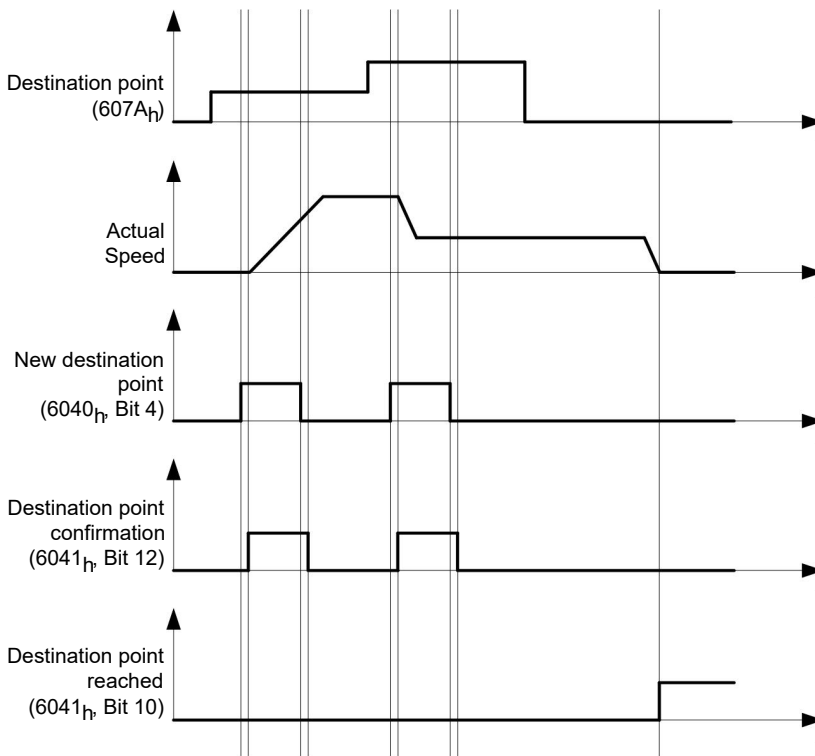 Destination point
(607Ah)
Actual
Speed
New destination
point
(6040h, Bit 4)
Destination point
confirmation
(6041h, Bit 12)
Destination point
reached
(6041h, Bit 10)